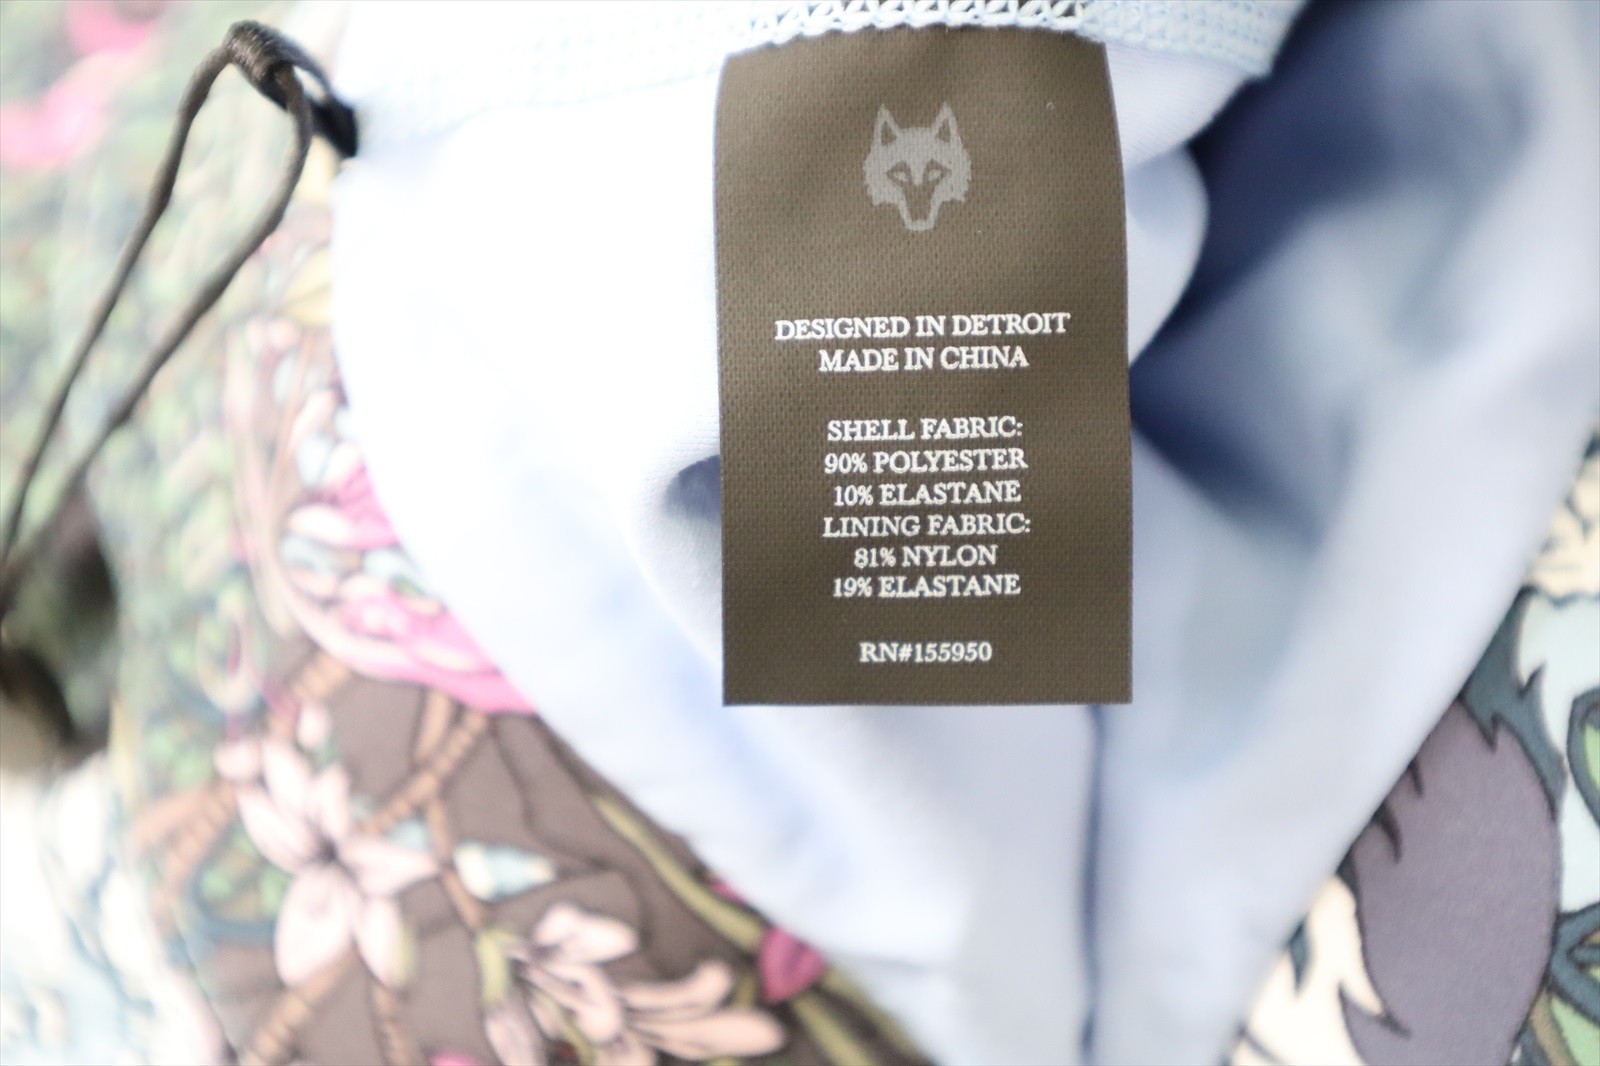 DESIGNED IN DETROIT
MADE IN CHINA
SHELL FABRIC:
90% POLYESTER
10% ELASTANE
LINING FABRIC:
81% NYLON
19% ELASTANE
RN#155950